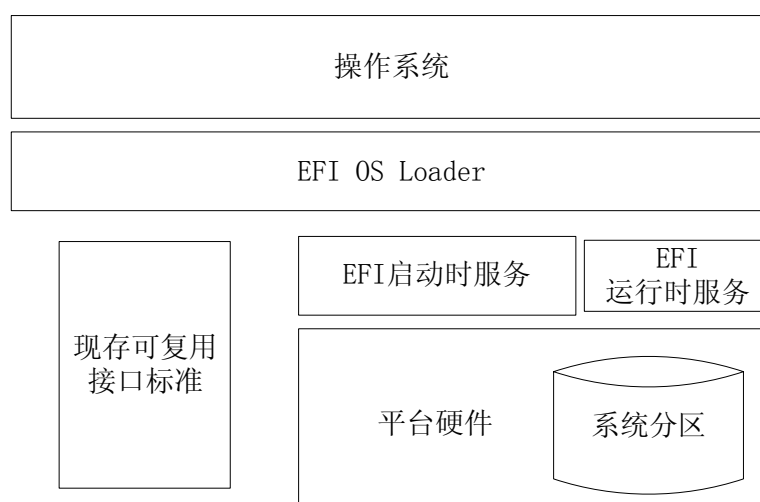 操作系统
EFI OS Loader
EFI启动时服务
EFI
运行时服务
现存可复用
接口标准
平台硬件
系统分区